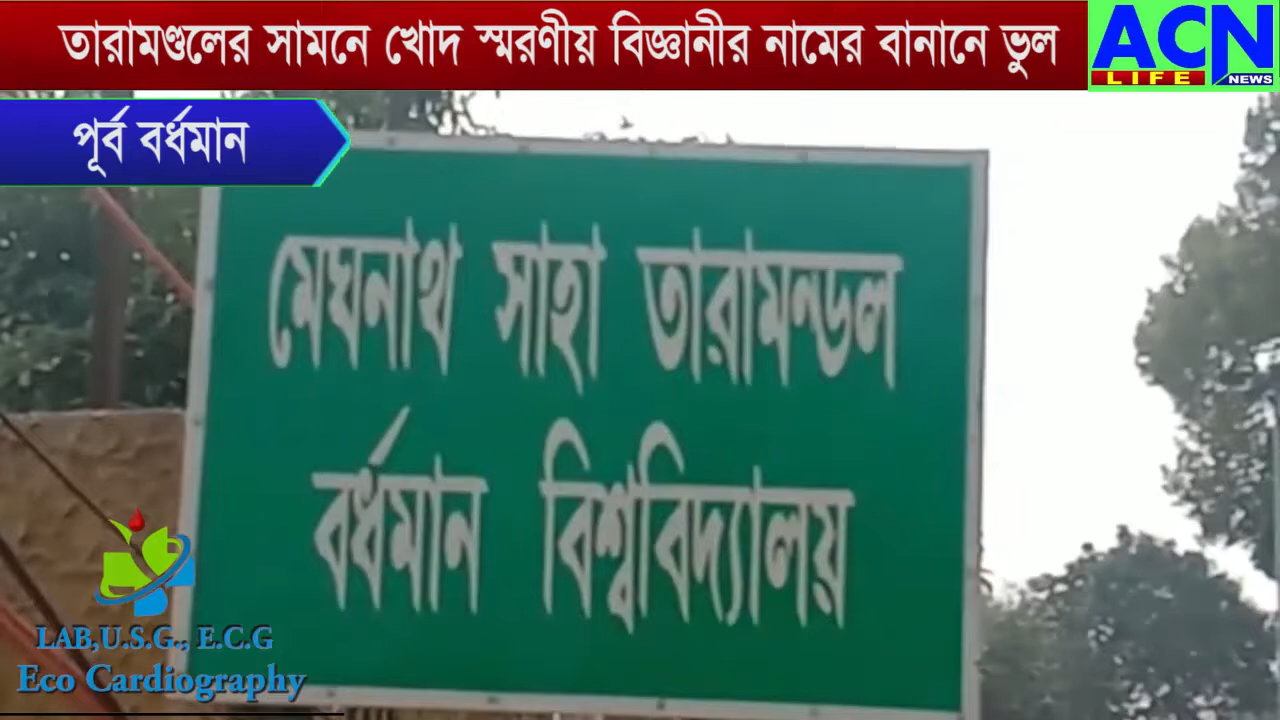 তারামণ্ডলের সামনে খোদ স্মরণীয় বিজ্ঞানীর নামের বানানে ভুল
ACN
LIFE NEWS
পূর্ব বর্ধমান
মেঘনাথ সাহা তারামন্ডল
বর্ধমান বিশ্ববিদ্যালয়
LAB,U.S.G., E.C.G
Eco Cardiography